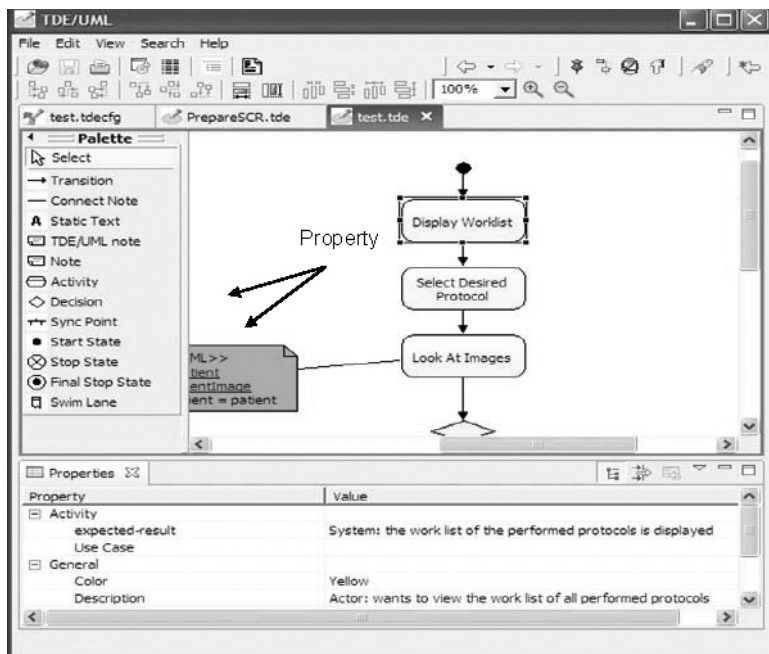 TDE/UML
File Edit View Search Help
100%
test.tdecfg PrepareSCR.tde test.tde
Palette
Select
Transition
Connect Note
A Static Text
TDE/UML note
Note
Activity
Decision
Sync Point
Start State
Stop State
Final Stop State
Swim Lane
Display Worklist
Property
Select Desired
Protocol
Look At Images
ML>>
tient
entImage
ient = patient
Properties
Property Value
Activity
expected-result System: the work list of the performed protocols is displayed
Use Case
General
Color Yellow
Description Actor: wants to view the work list of all performed protocols